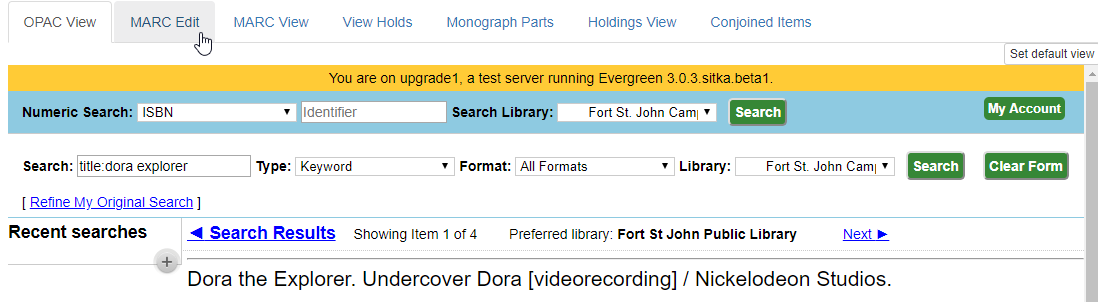 OPAC View MARC Edit MARC View View Holds Monograph Parts Holdings View Conjoined Items
Set default view
You are on upgrade1, a test server running Evergreen 3.0.3.sitka.beta1.
Numeric Search: ISBN Identifier Search Library: Fort St. John Camp Search My Account
Search: title:dora explorer Type: Keyword Format: All Formats Library: Fort St. John Camp Search Clear Form
[ Refine My Original Search ]
Recent searches ◄ Search Results Showing Item 1 of 4 Preferred library: Fort St John Public Library Next ►
+
Dora the Explorer. Undercover Dora [videorecording] / Nickelodeon Studios.